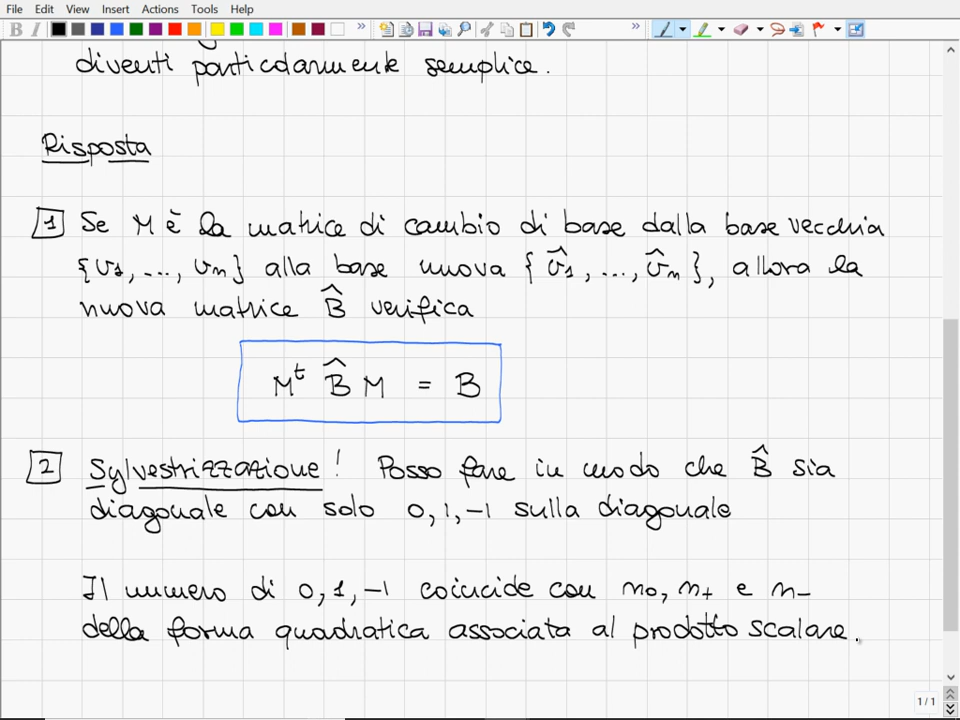 File Edit View Insert Actions Tools Help
B I
diventi particolarmente semplice.
Risposta
1 Se M è la matrice di cambio di base dalla base vecchia
{v1, ..., vn} alla base nuova {v̂1, ..., v̂n}, allora la
nuova matrice B̂ verifica
M^t B̂ M = B
2 Sylvestrizzazione! Posso fare in modo che B̂ sia
diagonale con solo 0, 1, -1 sulla diagonale
Il numero di 0, 1, -1 coincide con n0, n+ e n-
della forma quadratica associata al prodotto scalare.
1 / 1